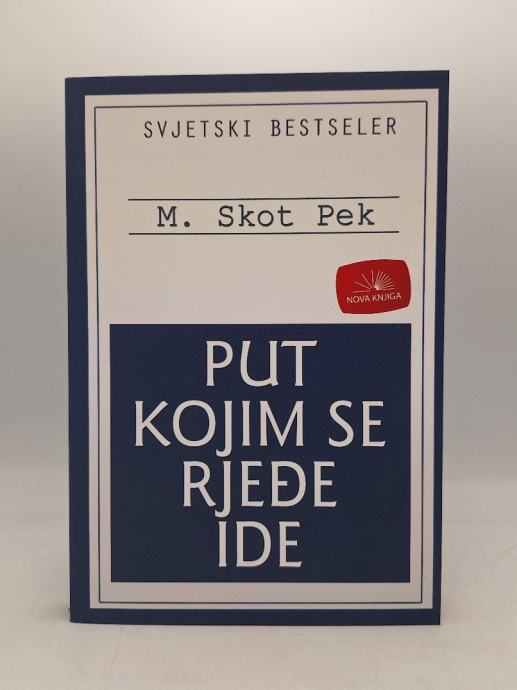 SVJETSKI BESTSELER
M. Skot Pek
NOVA KNJIGA
PUT
KOJIM SE
RJEĐE
IDE